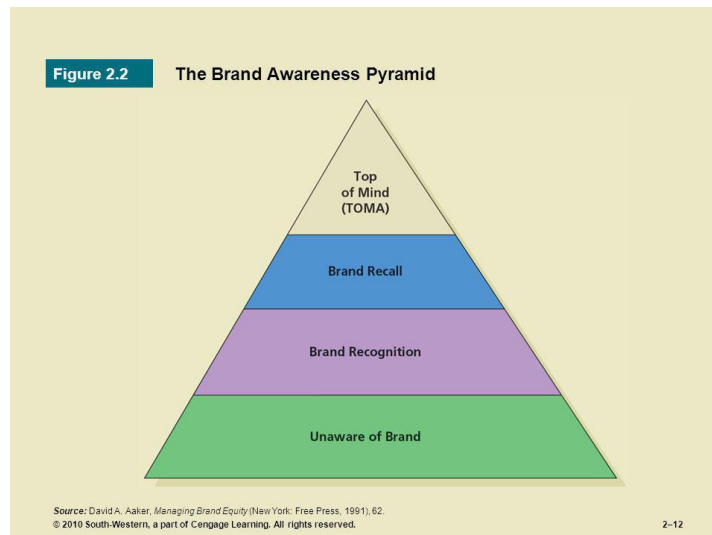 Figure 2.2
The Brand Awareness Pyramid
Top
of Mind
(TOMA)
Brand Recall
Brand Recognition
Unaware of Brand
Source: David A. Aaker, Managing Brand Equity (New York: Free Press, 1991), 62.
© 2010 South-Western, a part of Cengage Learning. All rights reserved.
2–12